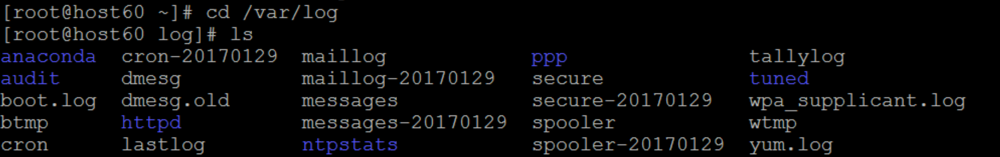 [root@host60 ~]# cd /var/log
[root@host60 log]# ls
anaconda cron-20170129 maillog ppp tallylog
audit dmesg maillog-20170129 secure tuned
boot.log dmesg.old messages secure-20170129 wpa_supplicant.log
btmp httpd messages-20170129 spooler wtmp
cron lastlog ntpstats spooler-20170129 yum.log